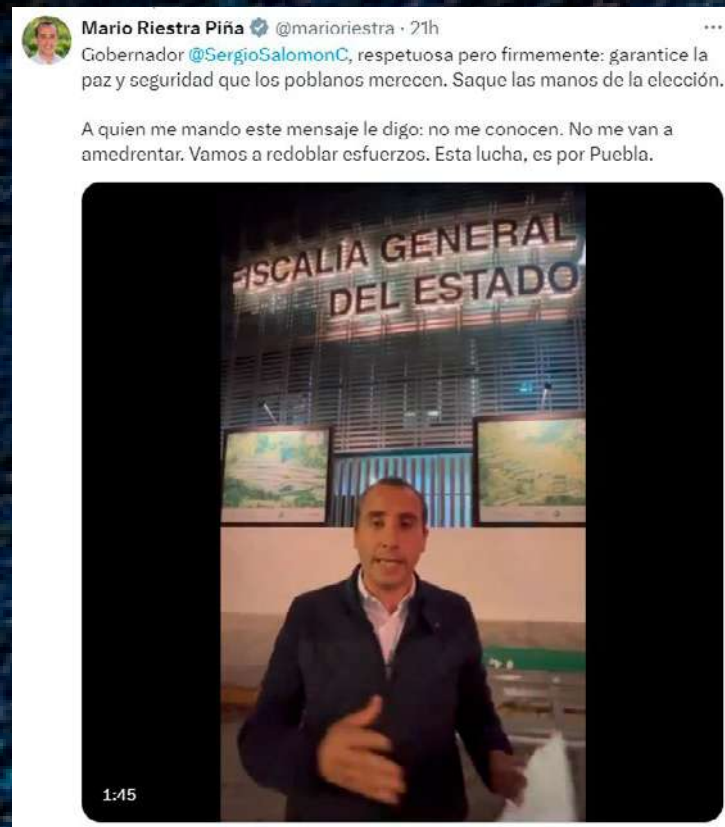 Mario Riestra Piña @marioriestra · 21h
Gobernador @SergioSalomonC, respetuosa pero firmemente: garantice la
paz y seguridad que los poblanos merecen. Saque las manos de la elección.
A quien me mando este mensaje le digo: no me conocen. No me van a
amedrentar. Vamos a redoblar esfuerzos. Esta lucha, es por Puebla.
FISCALIA GENERAL
DEL ESTADO
1:45